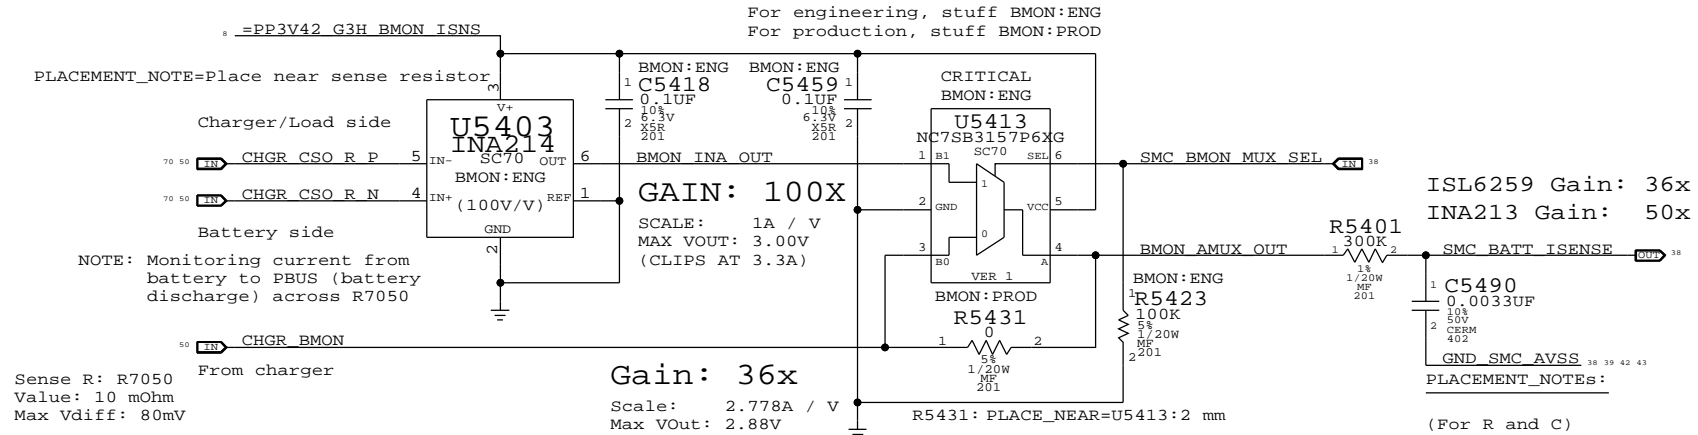 For engineering, stuff BMON:ENG
For production, stuff BMON:PROD
8 =PP3V42_G3H_BMON_ISNS
PLACEMENT_NOTE=Place near sense resistor
3
V+
U5403
INA214
SC70
BMON:ENG
(100V/V)
IN-
IN+
OUT
REF
GND
5
4
6
1
2
Charger/Load side
70 50 IN CHGR_CSO_R_P
70 50 IN CHGR_CSO_R_N
Battery side
NOTE: Monitoring current from
battery to PBUS (battery
discharge) across R7050
BMON:ENG
1 C5418
0.1UF
10%
6.3V
2 X5R
201
BMON:ENG
C5459 1
0.1UF
10%
6.3V
X5R 2
201
BMON_INA_OUT
GAIN: 100X
SCALE: 1A / V
MAX VOUT: 3.00V
(CLIPS AT 3.3A)
CRITICAL
BMON:ENG
U5413
NC7SB3157P6XG
SC70
1 B1
SEL 6
1
2 GND
VCC 5
0
3 B0
A 4
VER 1
SMC_BMON_MUX_SEL IN 38
ISL6259 Gain: 36x
INA213 Gain: 50x
BMON_AMUX_OUT
R5401
300K
1 2
1%
1/20W
MF
201
SMC_BATT_ISENSE OUT 38
1 C5490
0.0033UF
10%
50V
2 CERM
402
GND_SMC_AVSS 38 39 42 43
PLACEMENT_NOTEs:
(For R and C)
BMON:ENG
1 R5423
100K
5%
1/20W
MF
2 201
BMON:PROD
R5431
0
1 2
5%
1/20W
MF
201
50 IN CHGR_BMON
From charger
Sense R: R7050
Value: 10 mOhm
Max Vdiff: 80mV
Gain: 36x
Scale: 2.778A / V
Max VOut: 2.88V
R5431: PLACE_NEAR=U5413:2 mm